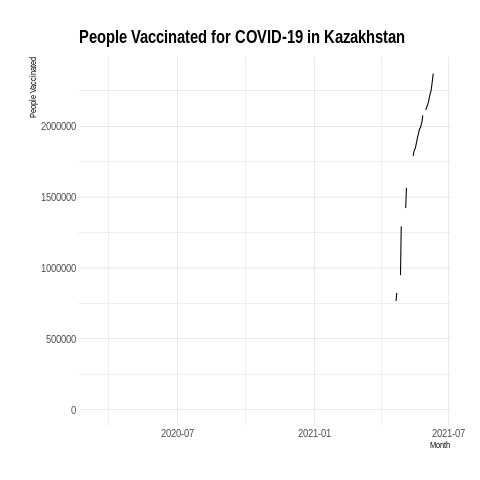 People Vaccinated for COVID-19 in Kazakhstan
People Vaccinated
2000000
1500000
1000000
500000
0
2020-07 2021-01 2021-07
Month